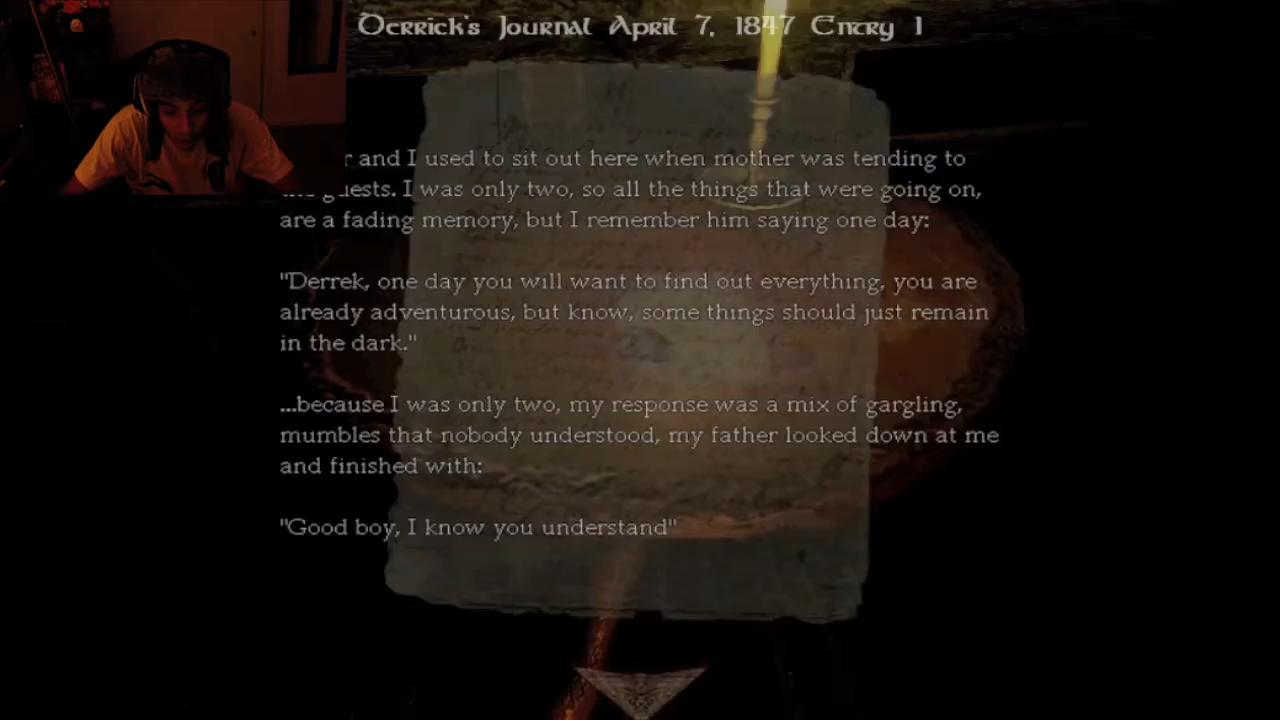 Derrick's Journal April 7, 1847 Entry 1
and I used to sit out here when mother was tending to
guests. I was only two, so all the things that were going on,
are a fading memory, but I remember him saying one day:
"Derrek, one day you will want to find out everything, you are
already adventurous, but know, some things should just remain
in the dark."
...because I was only two, my response was a mix of gargling,
mumbles that nobody understood, my father looked down at me
and finished with:
"Good boy, I know you understand"